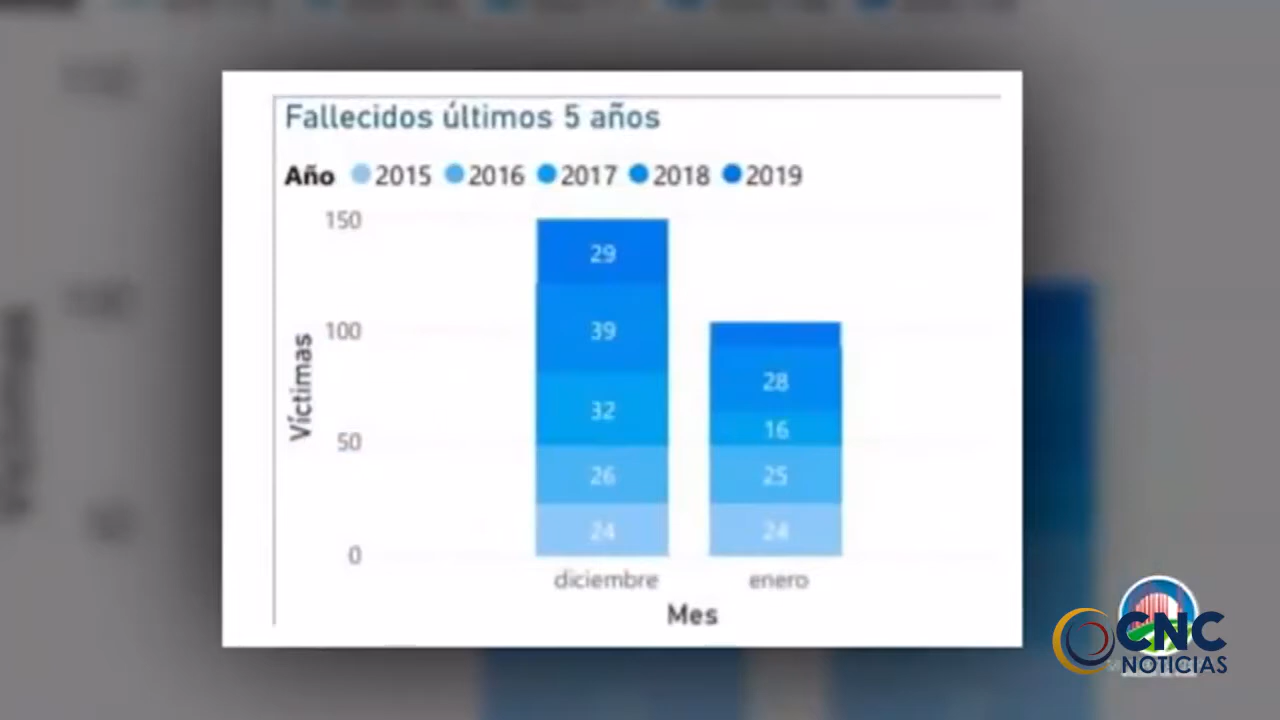 Fallecidos últimos 5 años
Año 2015 2016 2017 2018 2019
150
100
50
0
Víctimas
29
39
32
26
24
28
16
25
24
diciembre enero
Mes
CNC
NOTICIAS